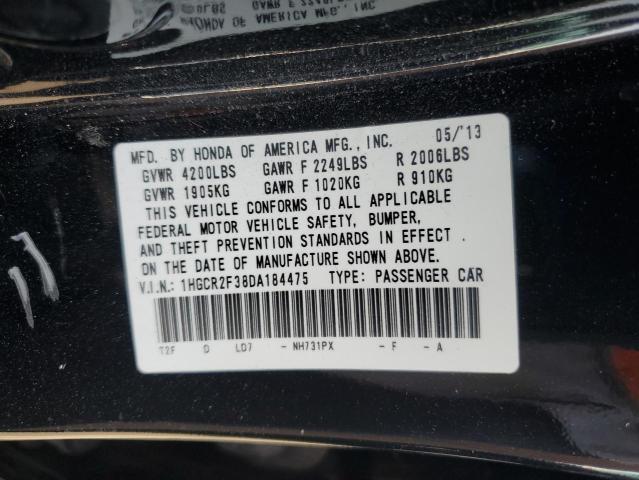 MFD. BY HONDA OF AMERICA MFG., INC. 05/'13
GVWR 4200LBS GAWR F 2249LBS R 2006LBS
GVWR 1905KG GAWR F 1020KG R 910KG
THIS VEHICLE CONFORMS TO ALL APPLICABLE
FEDERAL MOTOR VEHICLE SAFETY, BUMPER,
AND THEFT PREVENTION STANDARDS IN EFFECT
ON THE DATE OF MANUFACTURE SHOWN ABOVE.
V.I.N.: 1HGCR2F38DA184475 TYPE: PASSENGER CAR
T2F D LD7 - NH731PX - F - A